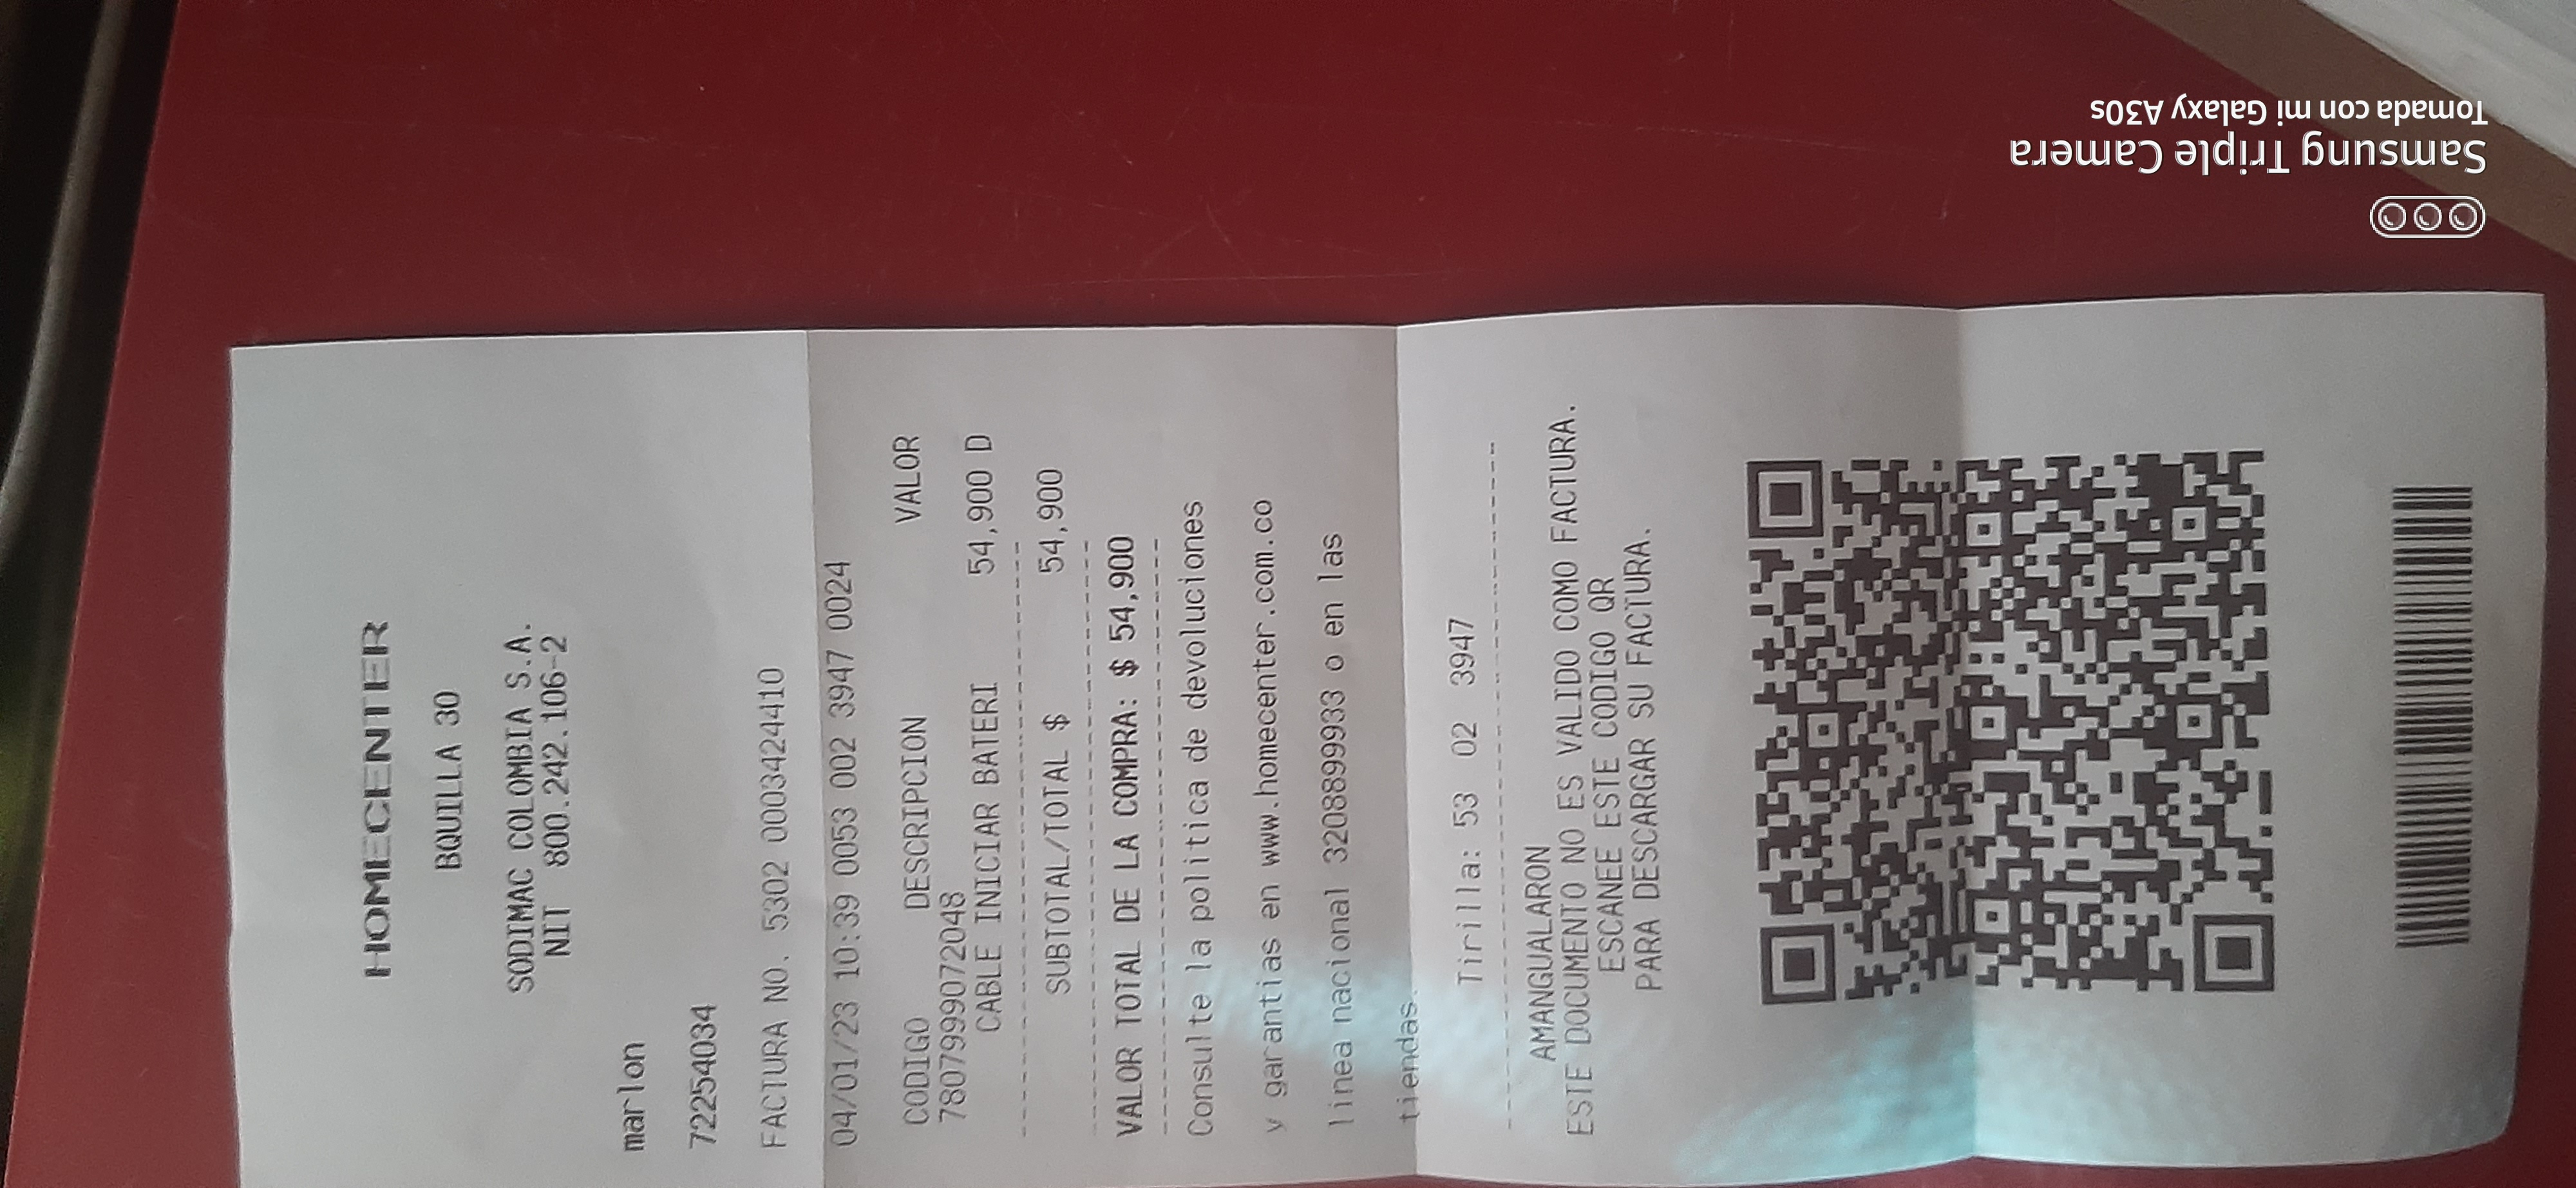 HOMECENTER
BQUILLA 30
SODIMAC COLOMBIA S.A.
NIT 800.242.106-2
marlon
72254034
FACTURA NO. 5302 0003424410
04/01/23 10:39 0053 002 3947 0024
CODIGO DESCRIPCION VALOR
7807999072048
CABLE INICIAR BATERI 54,900 D
SUBTOTAL/TOTAL $ 54,900
VALOR TOTAL DE LA COMPRA: $ 54,900
Consulte la politica de devoluciones
y garantias en www.homecenter.com.co
linea nacional 3208899933 o en las
tiendas.
Tirilla: 53 02 3947
AMANGUALARON
ESTE DOCUMENTO NO ES VALIDO COMO FACTURA.
ESCANEE ESTE CODIGO QR
PARA DESCARGAR SU FACTURA.
Samsung Triple Camera
Tomada con mi Galaxy A30s